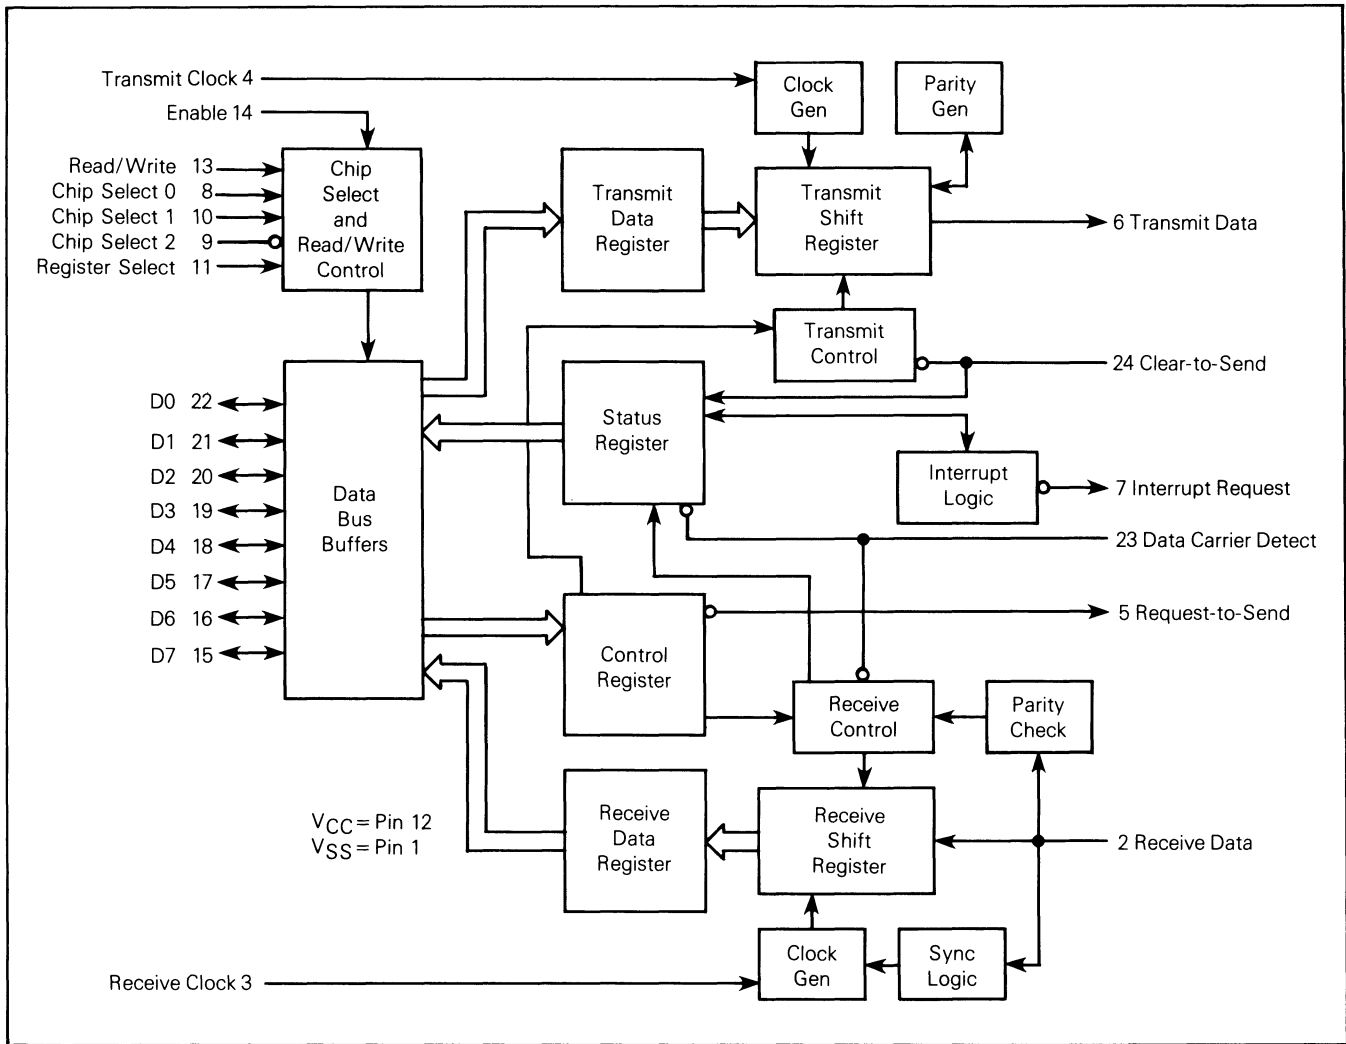 Transmit Clock 4
Enable 14
Read/Write 13
Chip Select 0 8
Chip Select 1 10
Chip Select 2 9
Register Select 11
Chip
Select
and
Read/Write
Control
Clock
Gen
Parity
Gen
Transmit
Data
Register
Transmit
Shift
Register
6 Transmit Data
Transmit
Control
24 Clear-to-Send
D0 22
D1 21
D2 20
D3 19
D4 18
D5 17
D6 16
D7 15
Data
Bus
Buffers
Status
Register
Interrupt
Logic
7 Interrupt Request
23 Data Carrier Detect
5 Request-to-Send
Control
Register
Receive
Control
Parity
Check
VCC = Pin 12
VSS = Pin 1
Receive
Data
Register
Receive
Shift
Register
2 Receive Data
Receive Clock 3
Clock
Gen
Sync
Logic